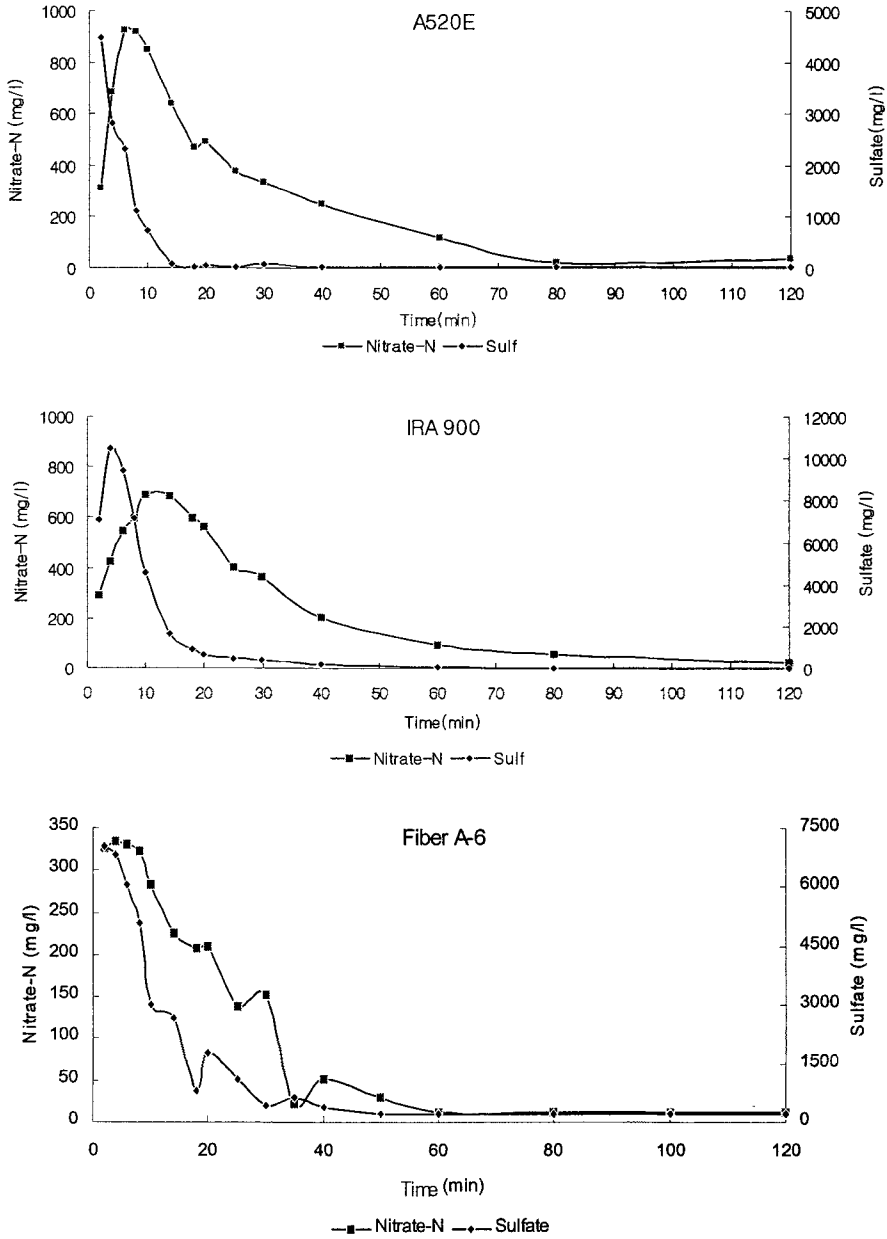 A520E
Nitrate-N (mg/l)
1000
800
600
400
200
0
Sulfate(mg/l)
5000
4000
3000
2000
1000
0
0 10 20 30 40 50 60 70 80 90 100 110 120
Time(min)
Nitrate-N Sulf
IRA 900
Nitrate-N (mg/l)
1000
800
600
400
200
0
Sulfate (mg/l)
12000
10000
8000
6000
4000
2000
0
0 10 20 30 40 50 60 70 80 90 100 110 120
Time(min)
Nitrate-N Sulf
Fiber A-6
Nitrate-N (mg/l)
350
300
250
200
150
100
50
0
Sulfate (mg/l)
7500
6000
4500
3000
1500
0
0 20 40 60 80 100 120
Time (min)
Nitrate-N Sulfate